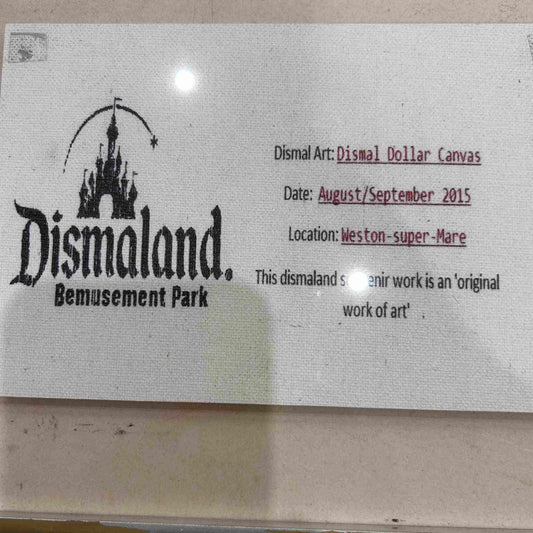 Dismaland.
Bemusement Park
Dismal Art: Dismal Dollar Canvas
Date: August/September 2015
Location: Weston-super-Mare
This dismaland enir work is an 'original
work of art'